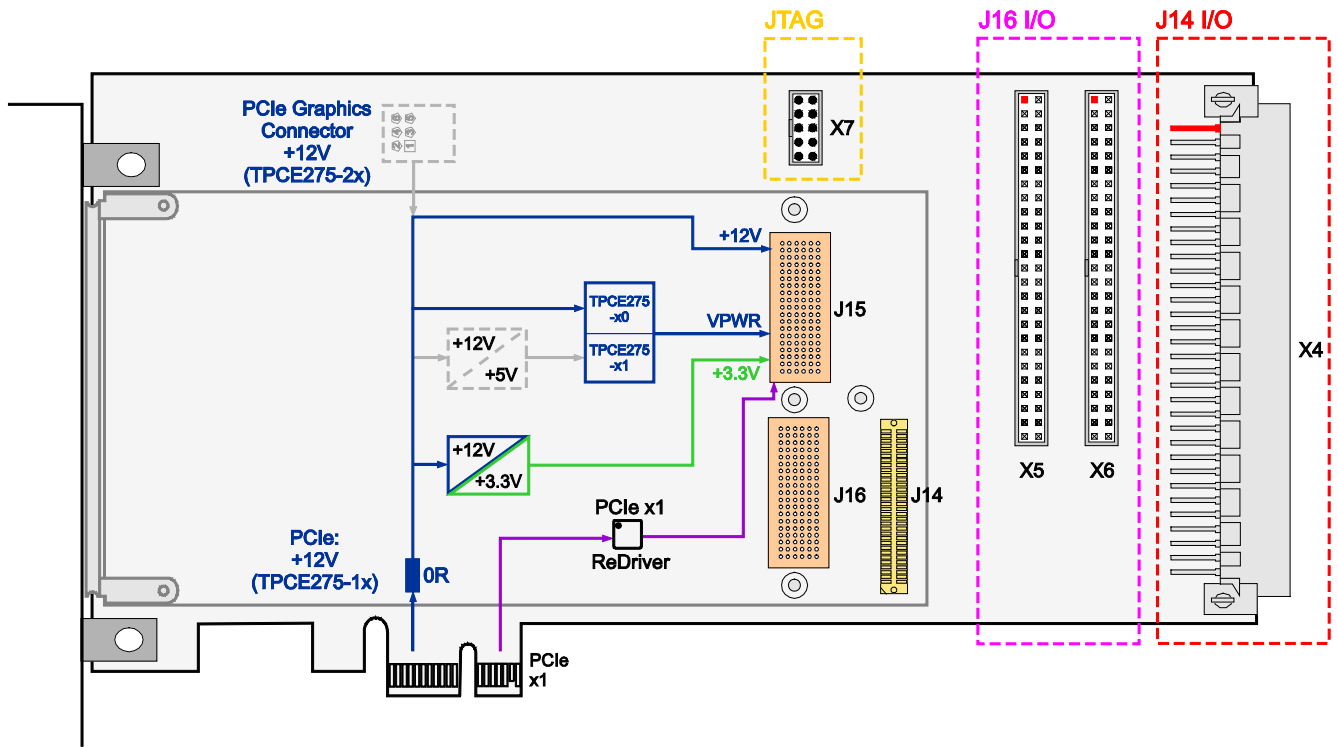 JTAG
J16 I/O
J14 I/O
PCIe Graphics
Connector
+12V
(TPCE275-2x)
X7
+12V
TPCE275
-x0
VPWR
J15
TPCE275
-x1
+12V
+5V
+3.3V
X4
+12V
+3.3V
X5
X6
J16
J14
PCIe x1
ReDriver
PCIe:
+12V
(TPCE275-1x)
0R
PCIe
x1